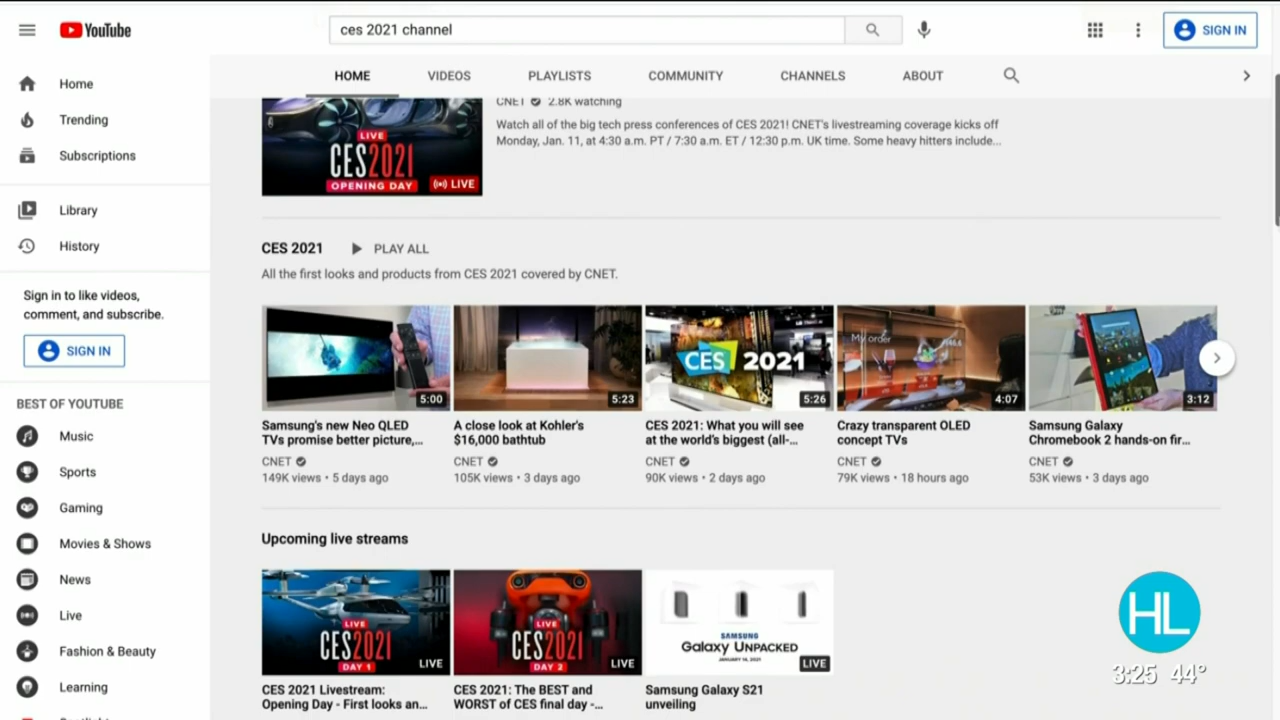 YouTube
ces 2021 channel
SIGN IN
HOME
VIDEOS
PLAYLISTS
COMMUNITY
CHANNELS
ABOUT
Home
Trending
Subscriptions
Library
History
Sign in to like videos,
comment, and subscribe.
SIGN IN
BEST OF YOUTUBE
Music
Sports
Gaming
Movies & Shows
News
Live
Fashion & Beauty
Learning
LIVE
CES2021
OPENING DAY
LIVE
CNET 2.8K watching
Watch all of the big tech press conferences of CES 2021! CNET's livestreaming coverage kicks off
Monday, Jan. 11, at 4:30 a.m. PT / 7:30 a.m. ET / 12:30 p.m. UK time. Some heavy hitters include...
CES 2021
PLAY ALL
All the first looks and products from CES 2021 covered by CNET.
5:00
Samsung's new Neo QLED
TVs promise better picture,...
CNET
149K views • 5 days ago
5:23
A close look at Kohler's
$16,000 bathtub
CNET
105K views • 3 days ago
CES 2021
5:26
CES 2021: What you will see
at the world's biggest (all-...
CNET
90K views • 2 days ago
My order
4:07
Crazy transparent OLED
concept TVs
CNET
79K views • 18 hours ago
3:12
Samsung Galaxy
Chromebook 2 hands-on fir...
CNET
53K views • 3 days ago
Upcoming live streams
LIVE
CES2021
DAY 1
LIVE
CES 2021 Livestream:
Opening Day - First looks an...
LIVE
CES2021
DAY 2
LIVE
CES 2021: The BEST and
WORST of CES final day -...
SAMSUNG
Galaxy UNPACKED
JANUARY 14, 2021
LIVE
Samsung Galaxy S21
unveiling
HL
3:25 44°